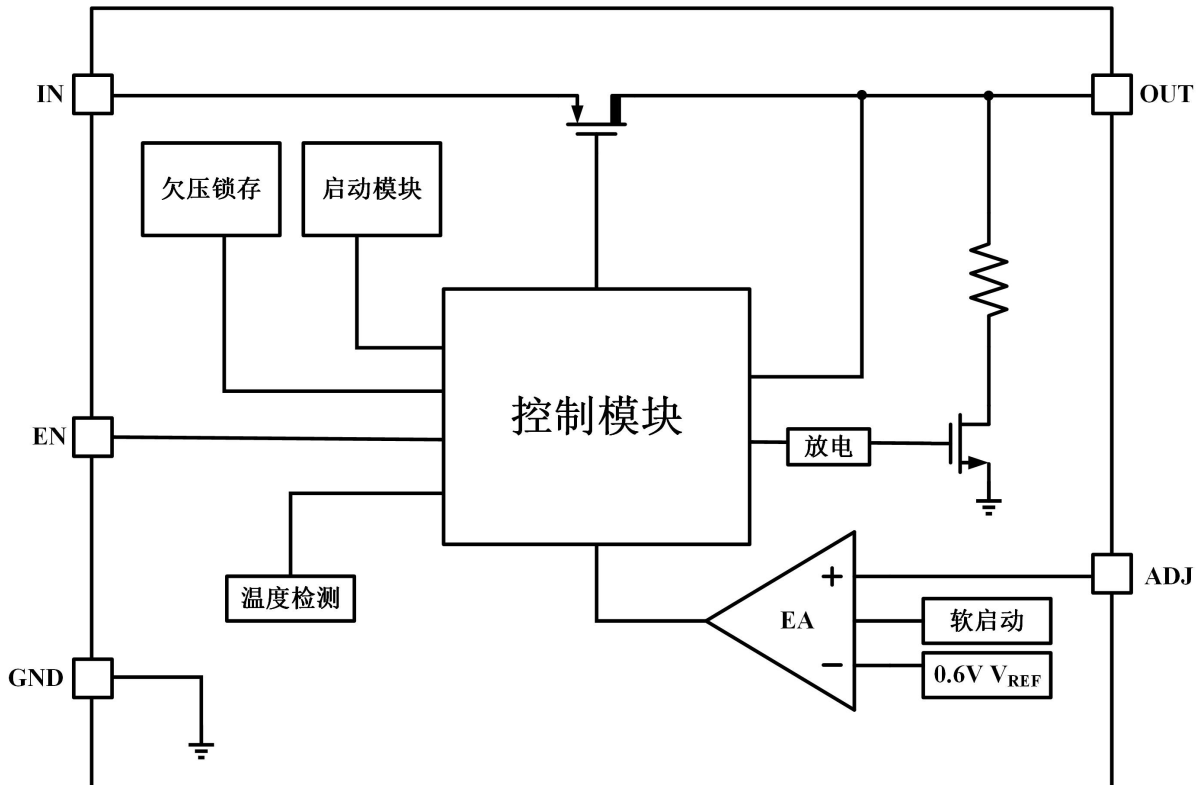 IN
OUT
欠压锁存
启动模块
控制模块
EN
放电
温度检测
+
ADJ
EA
软启动
−
0.6V VREF
GND